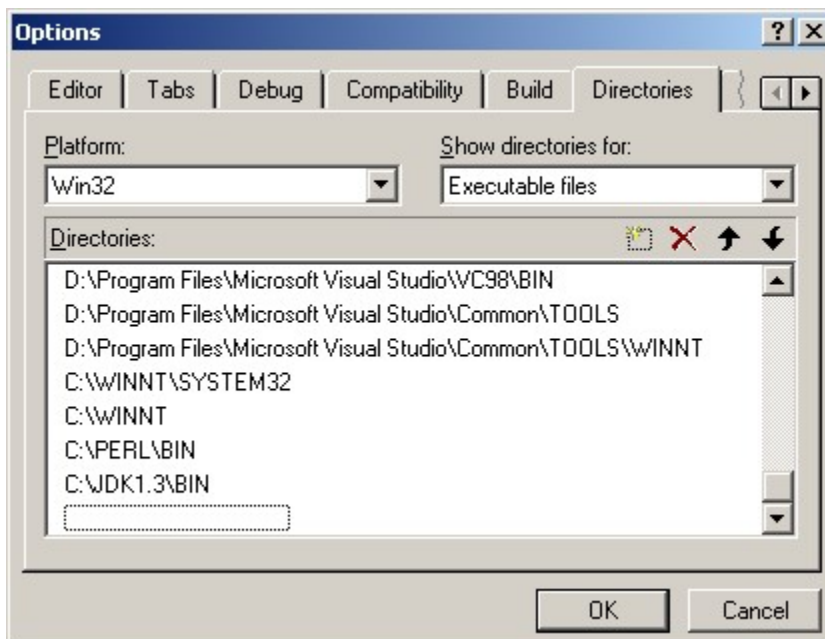 Options
Editor Tabs Debug Compatibility Build Directories
Platform: Show directories for:
Win32 Executable files
Directories:
D:\Program Files\Microsoft Visual Studio\VC98\BIN
D:\Program Files\Microsoft Visual Studio\Common\TOOLS
D:\Program Files\Microsoft Visual Studio\Common\TOOLS\WINNT
C:\WINNT\SYSTEM32
C:\WINNT
C:\PERL\BIN
C:\JDK1.3\BIN
OK Cancel